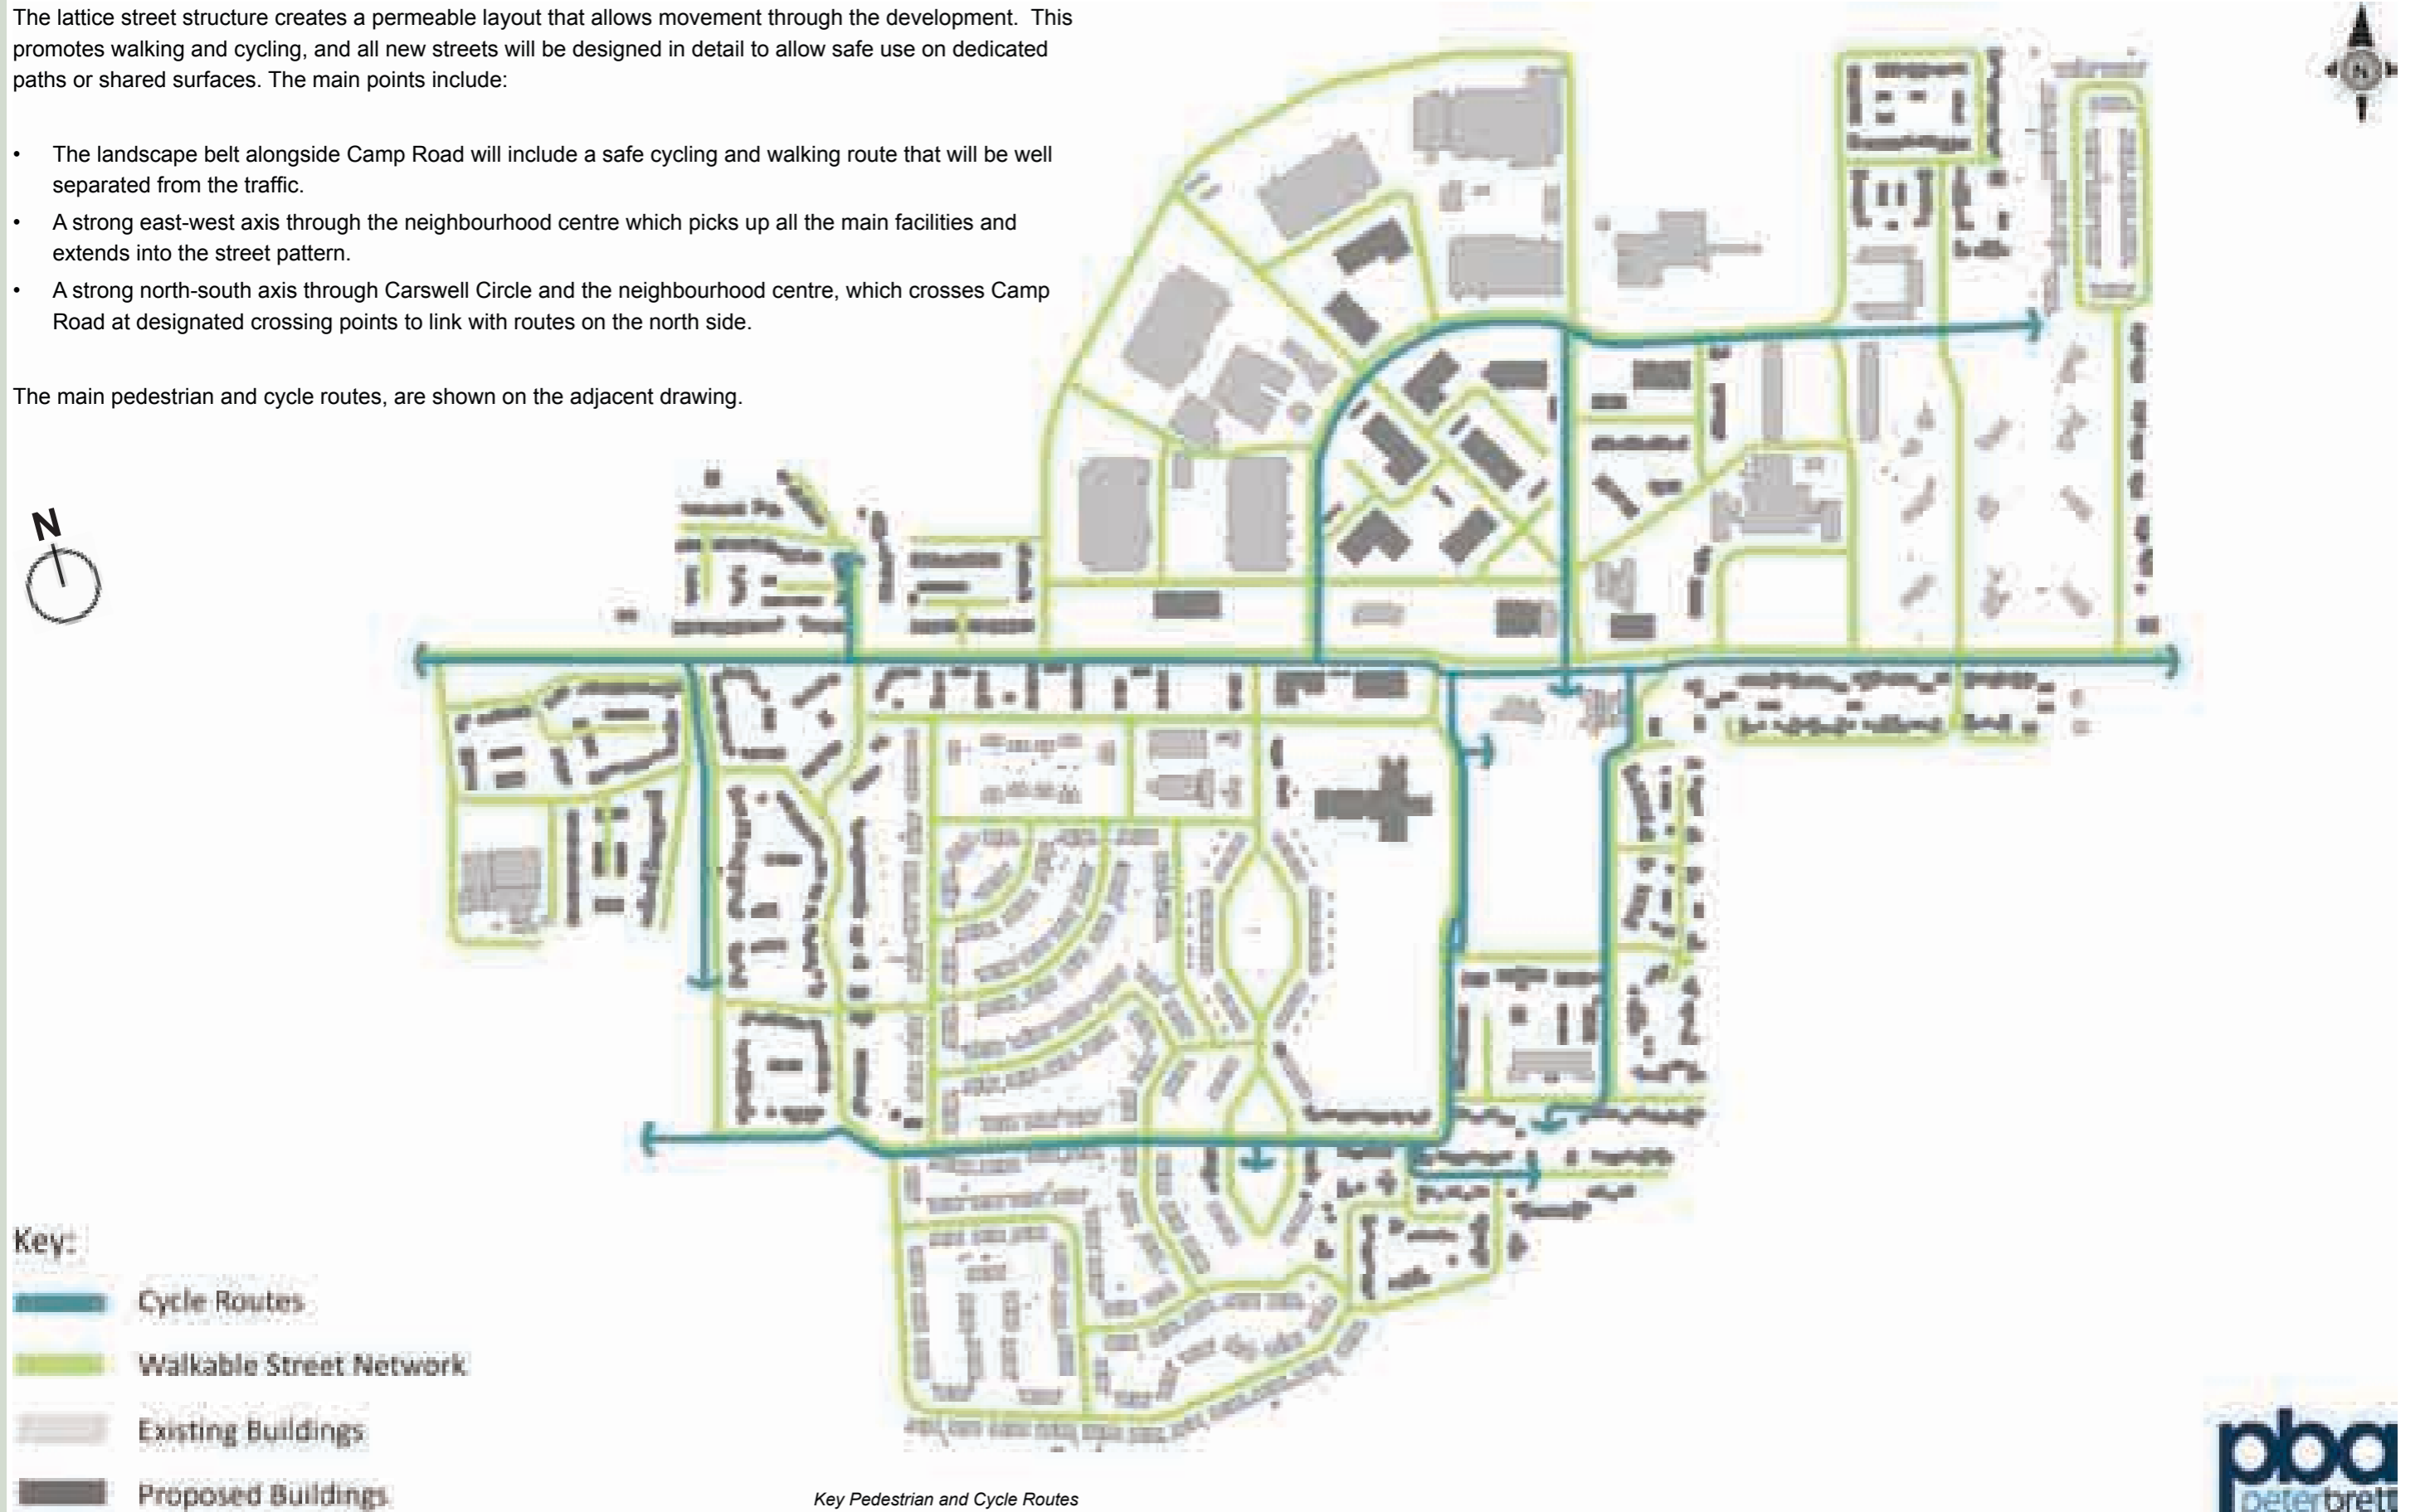 The lattice street structure creates a permeable layout that allows movement through the development.  This
promotes walking and cycling, and all new streets will be designed in detail to allow safe use on dedicated
paths or shared surfaces. The main points include:
• The landscape belt alongside Camp Road will include a safe cycling and walking route that will be well
separated from the traffic.
• A strong east-west axis through the neighbourhood centre which picks up all the main facilities and
extends into the street pattern.
• A strong north-south axis through Carswell Circle and the neighbourhood centre, which crosses Camp
Road at designated crossing points to link with routes on the north side.
The main pedestrian and cycle routes, are shown on the adjacent drawing.
N
N
Key:
Cycle Routes
Walkable Street Network
Existing Buildings
Proposed Buildings
Key Pedestrian and Cycle Routes
pba
peterbrett